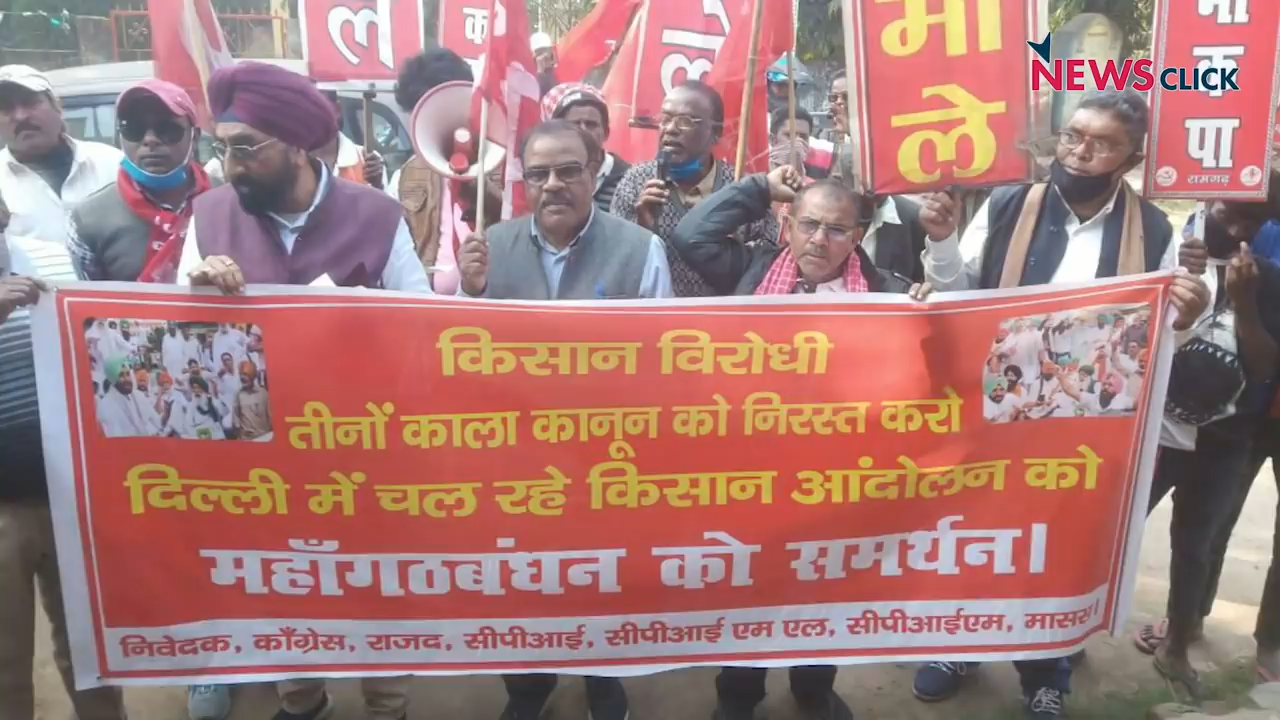 ल
क
मा
ले
NEWSCLICK
मा
क
पा
रामगढ़
किसान विरोधी
तीनों काला कानून को निरस्त करो
दिल्ली में चल रहे किसान आंदोलन को
महाँगठबंधन को समर्थन।
निवेदक, काँग्रेस, राजद, सीपीआई, सीपीआई एम एल, सीपीआईएम, मासस।